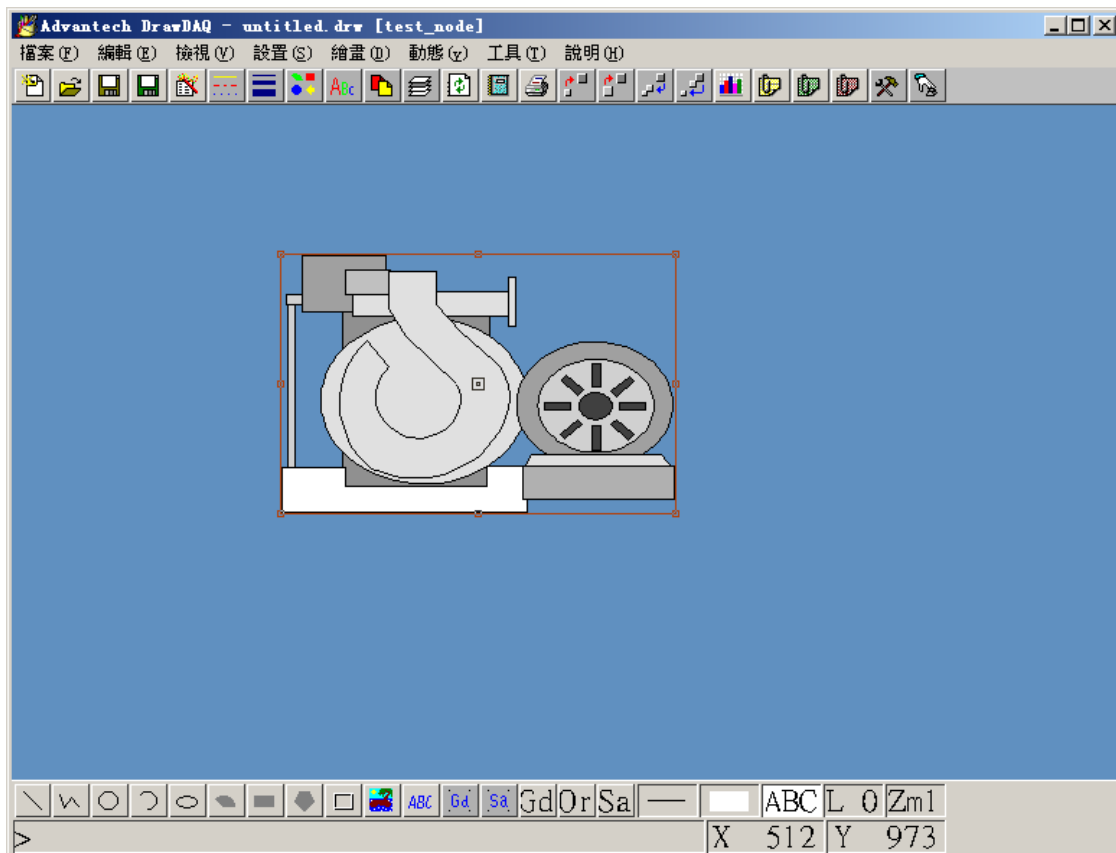 Advantech DrawDAQ - untitled.drw [test_node]
檔案(F) 編輯(E) 檢視(V) 設置(S) 繪畫(D) 動態(y) 工具(T) 說明(H)
ABc
ABC Gd Sa Gd Or Sa ABC L 0 Zm1
> X 512 Y 973